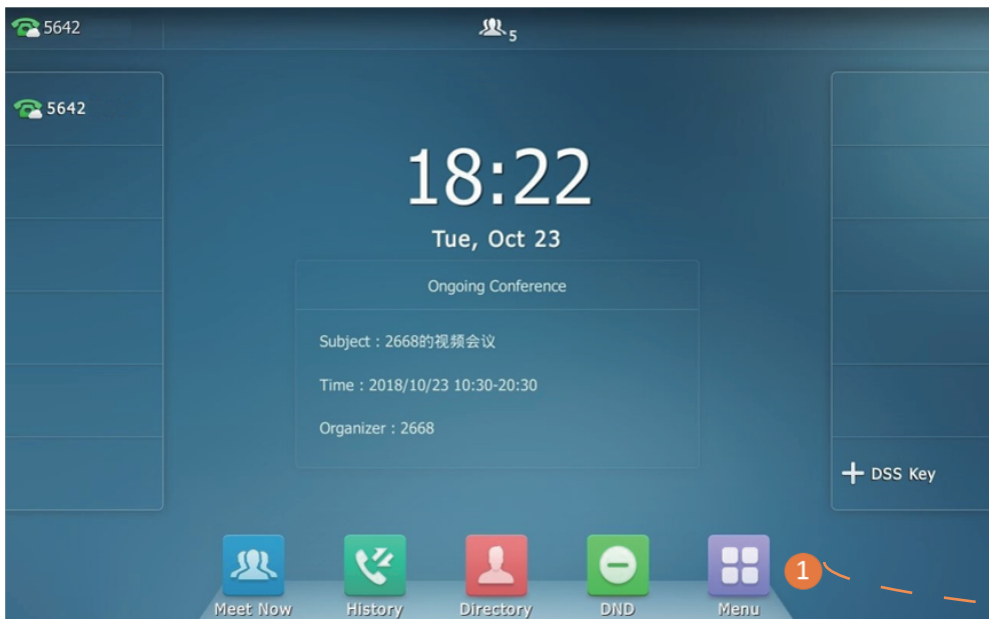 5642
5
5642
18:22
Tue, Oct 23
Ongoing Conference
Subject : 2668的视频会议
Time : 2018/10/23 10:30-20:30
Organizer : 2668
DSS Key
1
Meet Now
History
Directory
DND
Menu